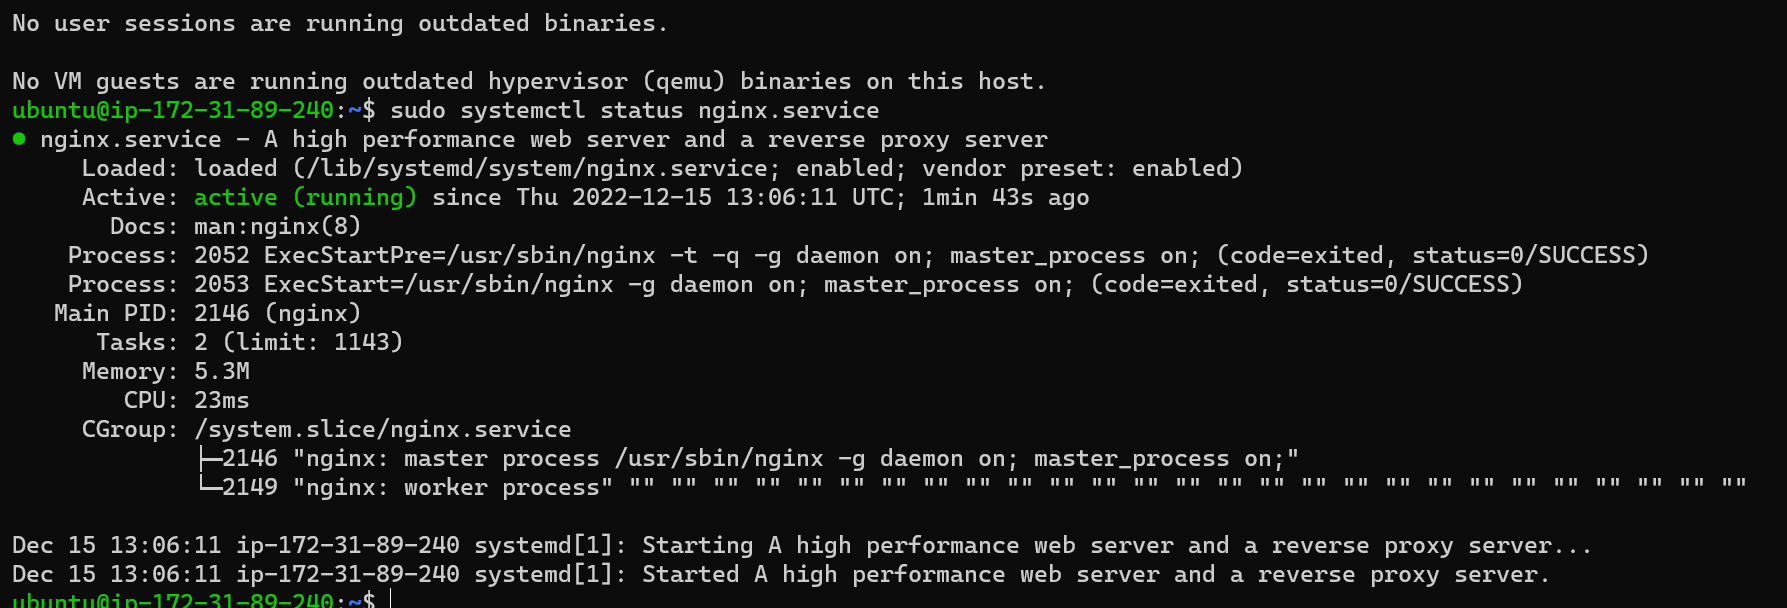 No user sessions are running outdated binaries.
No VM guests are running outdated hypervisor (qemu) binaries on this host.
ubuntu@ip-172-31-89-240:~$ sudo systemctl status nginx.service
● nginx.service - A high performance web server and a reverse proxy server
Loaded: loaded (/lib/systemd/system/nginx.service; enabled; vendor preset: enabled)
Active: active (running) since Thu 2022-12-15 13:06:11 UTC; 1min 43s ago
Docs: man:nginx(8)
Process: 2052 ExecStartPre=/usr/sbin/nginx -t -q -g daemon on; master_process on; (code=exited, status=0/SUCCESS)
Process: 2053 ExecStart=/usr/sbin/nginx -g daemon on; master_process on; (code=exited, status=0/SUCCESS)
Main PID: 2146 (nginx)
Tasks: 2 (limit: 1143)
Memory: 5.3M
CPU: 23ms
CGroup: /system.slice/nginx.service
├─2146 "nginx: master process /usr/sbin/nginx -g daemon on; master_process on;"
└─2149 "nginx: worker process" "" "" "" "" "" "" "" "" "" "" "" "" "" "" "" "" "" "" "" "" "" "" "" "" "" "" ""
Dec 15 13:06:11 ip-172-31-89-240 systemd[1]: Starting A high performance web server and a reverse proxy server...
Dec 15 13:06:11 ip-172-31-89-240 systemd[1]: Started A high performance web server and a reverse proxy server.
ubuntu@ip-172-31-89-240:~$